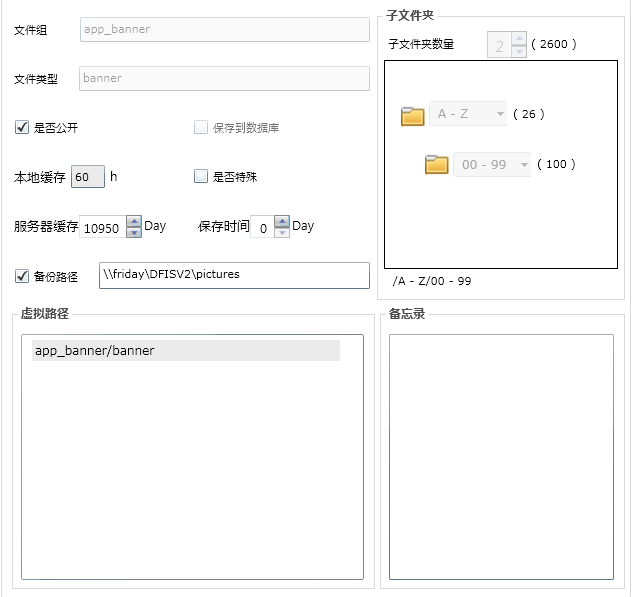 文件组 app_banner
文件类型 banner
是否公开 保存到数据库
本地缓存 60 h 是否特殊
服务器缓存 10950 Day 保存时间 0 Day
备份路径 \\friday\DFISV2\pictures
子文件夹
子文件夹数量 2 ( 2600 )
A - Z ( 26 )
00 - 99 ( 100 )
/A - Z/00 - 99
虚拟路径
app_banner/banner
备忘录